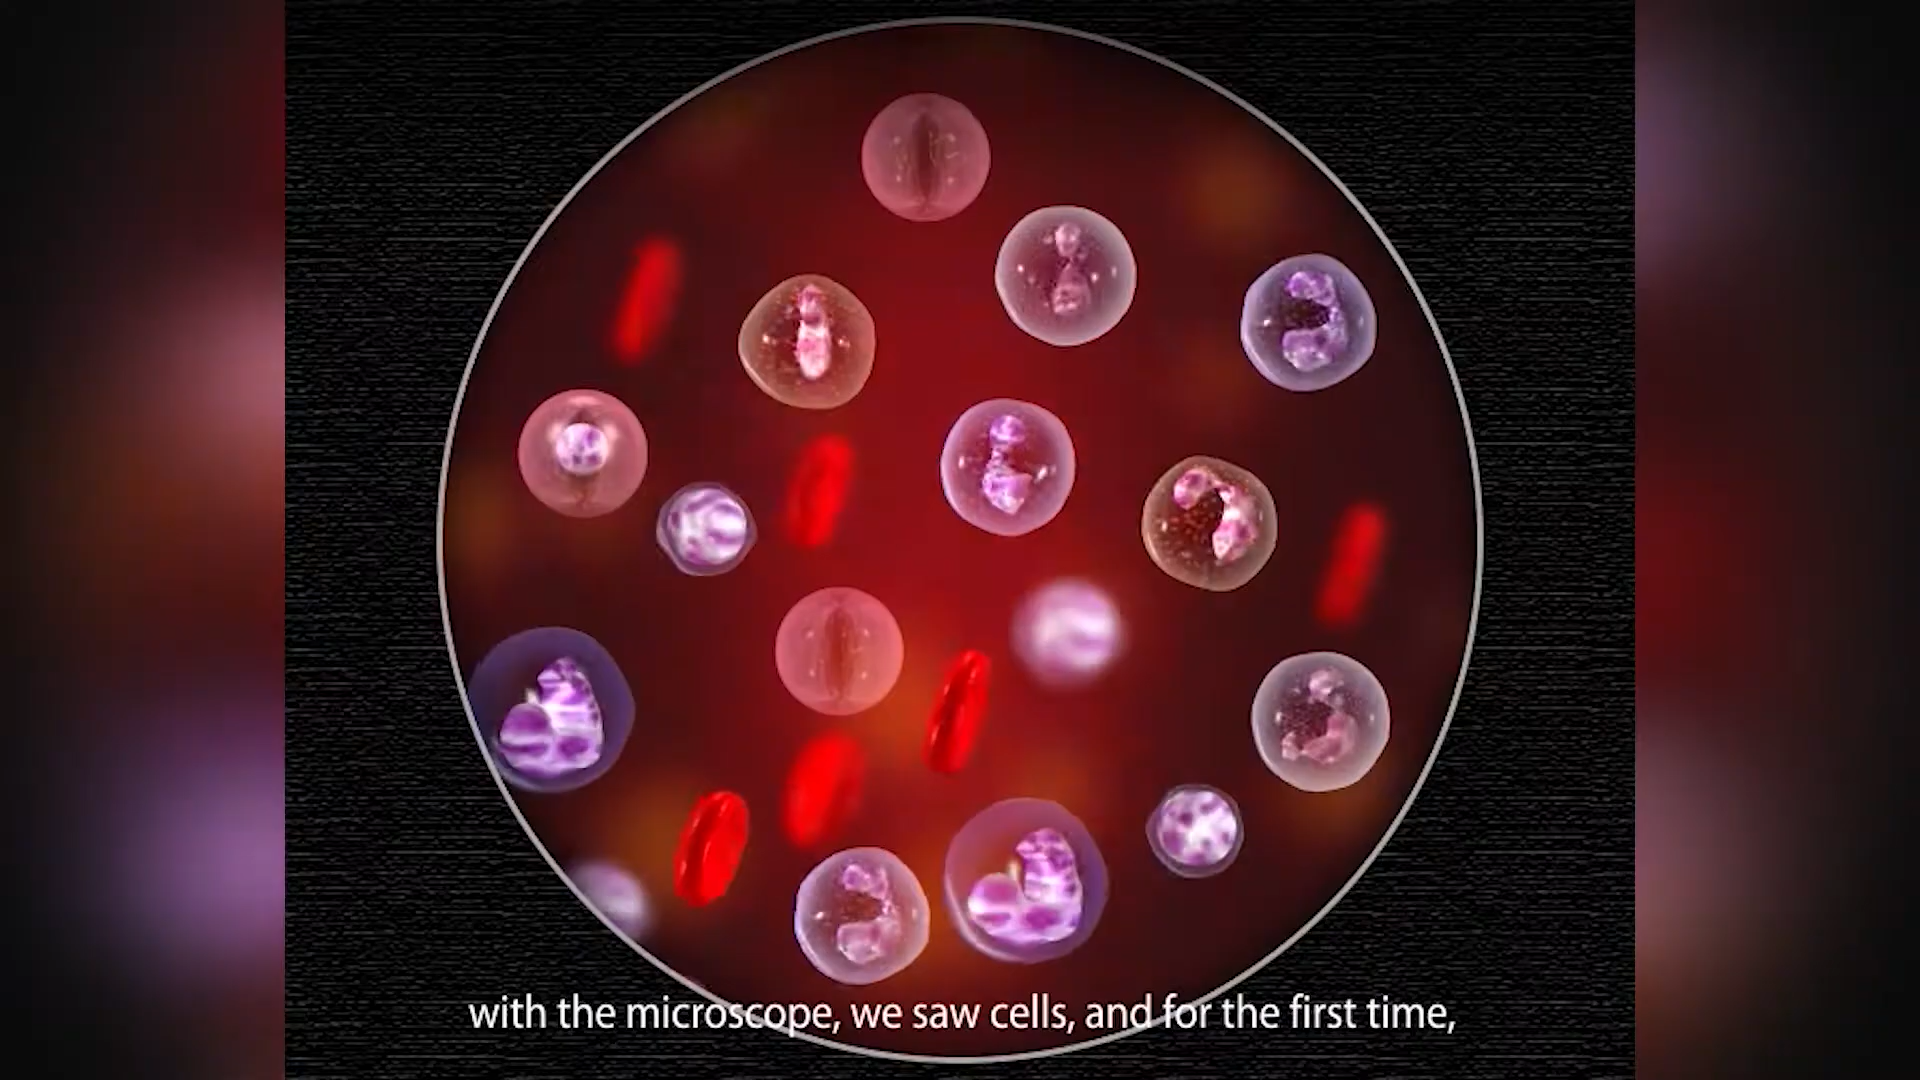 with the microscope, we saw cells, and for the first time,